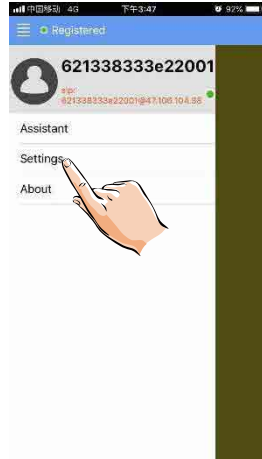 中国移动 4G 下午3:47 92%
Registered
621338333e22001
sip:
621338333e22001@47.106.104.98
Assistant
Settings
About